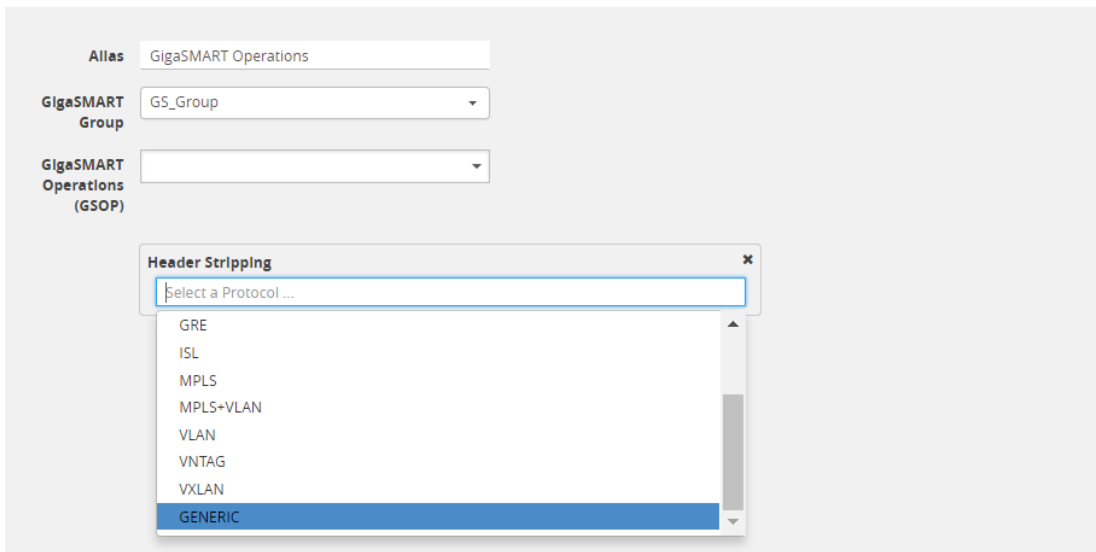 Alias GigaSMART Operations
GigaSMART Group GS_Group
GigaSMART Operations (GSOP)
Header Stripping ✖
Select a Protocol ...
GRE
ISL
MPLS
MPLS+VLAN
VLAN
VNTAG
VXLAN
GENERIC